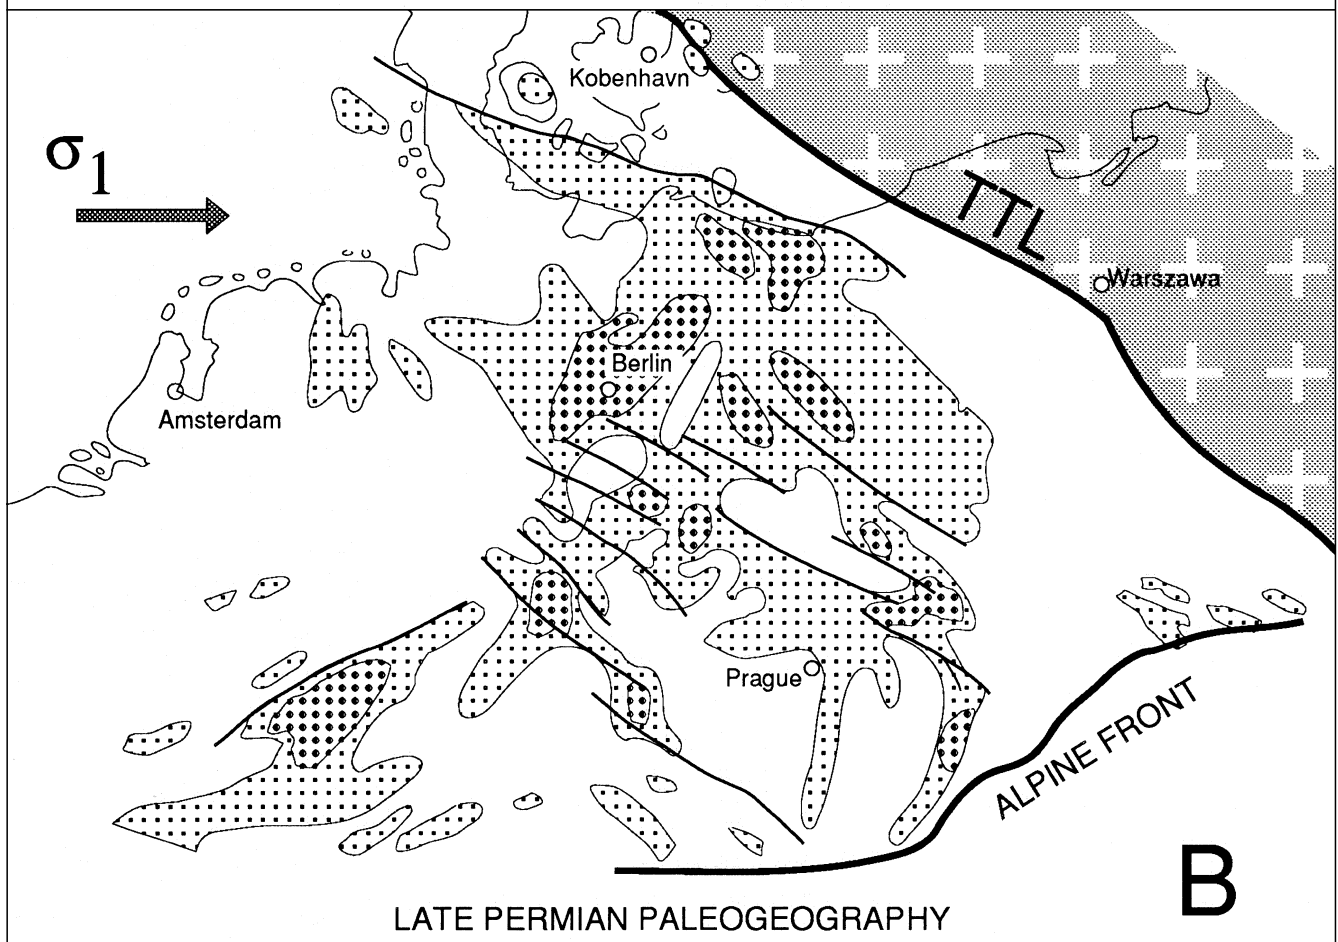 Kobenhavn
σ1
TTL
Warszawa
Berlin
Amsterdam
Prague
ALPINE FRONT
B
LATE PERMIAN PALEOGEOGRAPHY